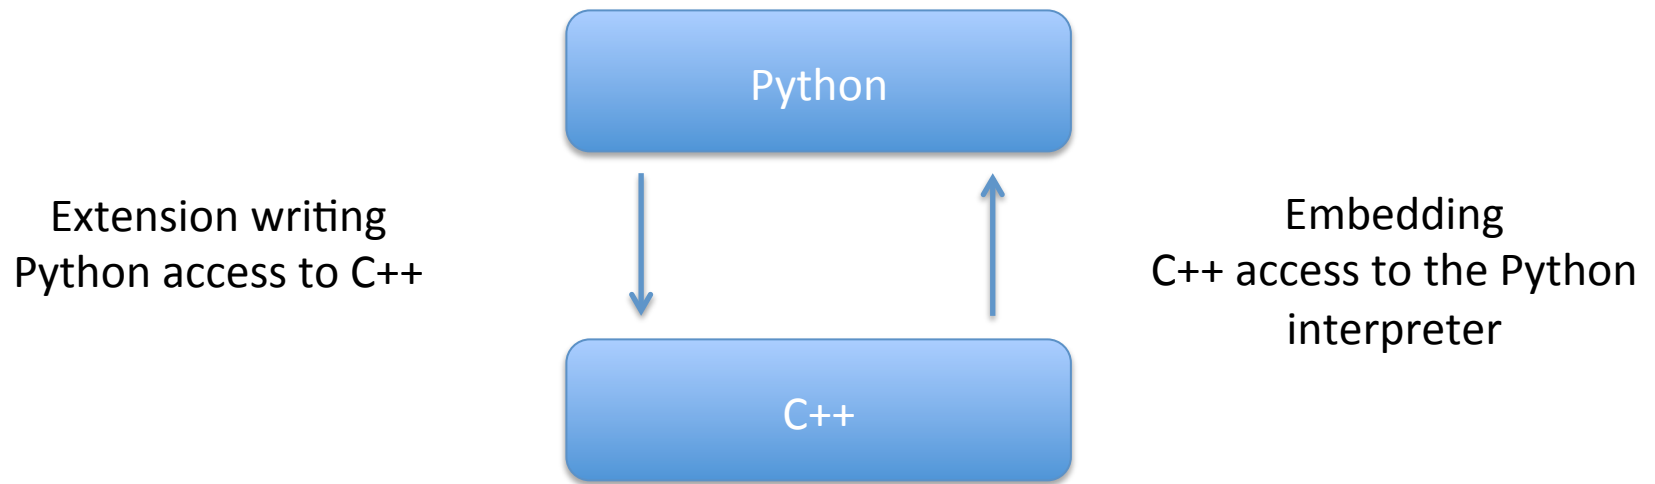 Python
Extension writing
Python access to C++
Embedding
C++ access to the Python
interpreter
C++